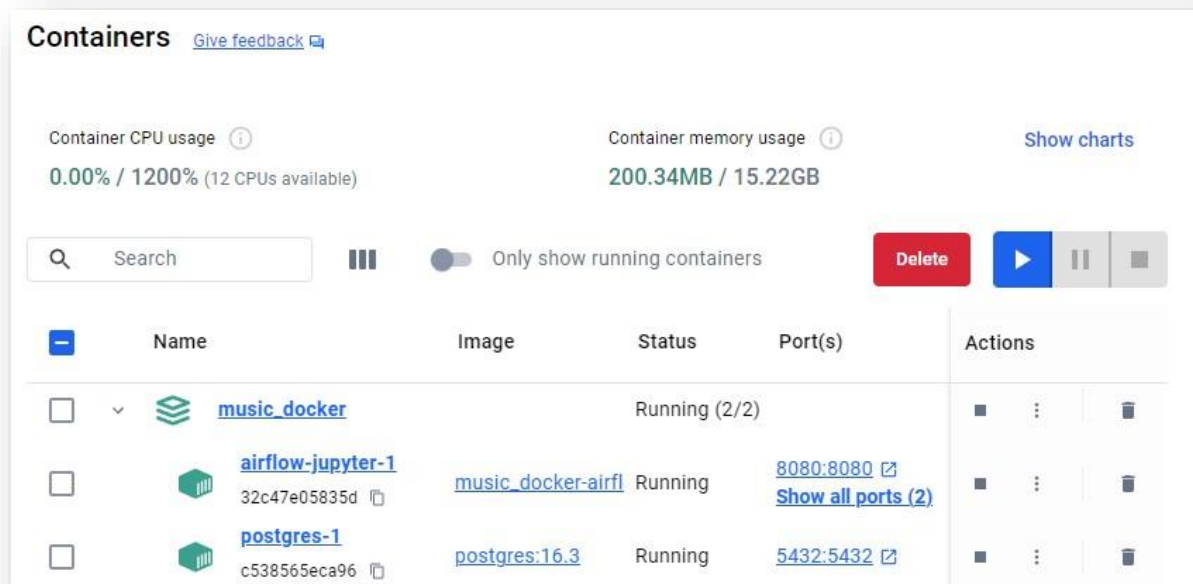 Containers Give feedback
Container CPU usage Container memory usage Show charts
0.00% / 1200% (12 CPUs available) 200.34MB / 15.22GB
Search Only show running containers Delete
Name Image Status Port(s) Actions
music_docker Running (2/2)
airflow-jupyter-1
32c47e05835d music_docker-airfl Running 8080:8080
Show all ports (2)
postgres-1
c538565eca96 postgres:16.3 Running 5432:5432